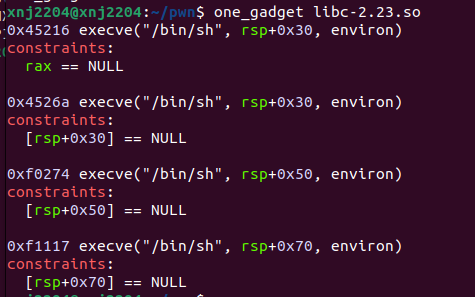 xnj2204@xnj2204:~/pwn$ one_gadget libc-2.23.so
0x45216 execve("/bin/sh", rsp+0x30, environ)
constraints:
  rax == NULL
0x4526a execve("/bin/sh", rsp+0x30, environ)
constraints:
  [rsp+0x30] == NULL
0xf0274 execve("/bin/sh", rsp+0x50, environ)
constraints:
  [rsp+0x50] == NULL
0xf1117 execve("/bin/sh", rsp+0x70, environ)
constraints:
  [rsp+0x70] == NULL